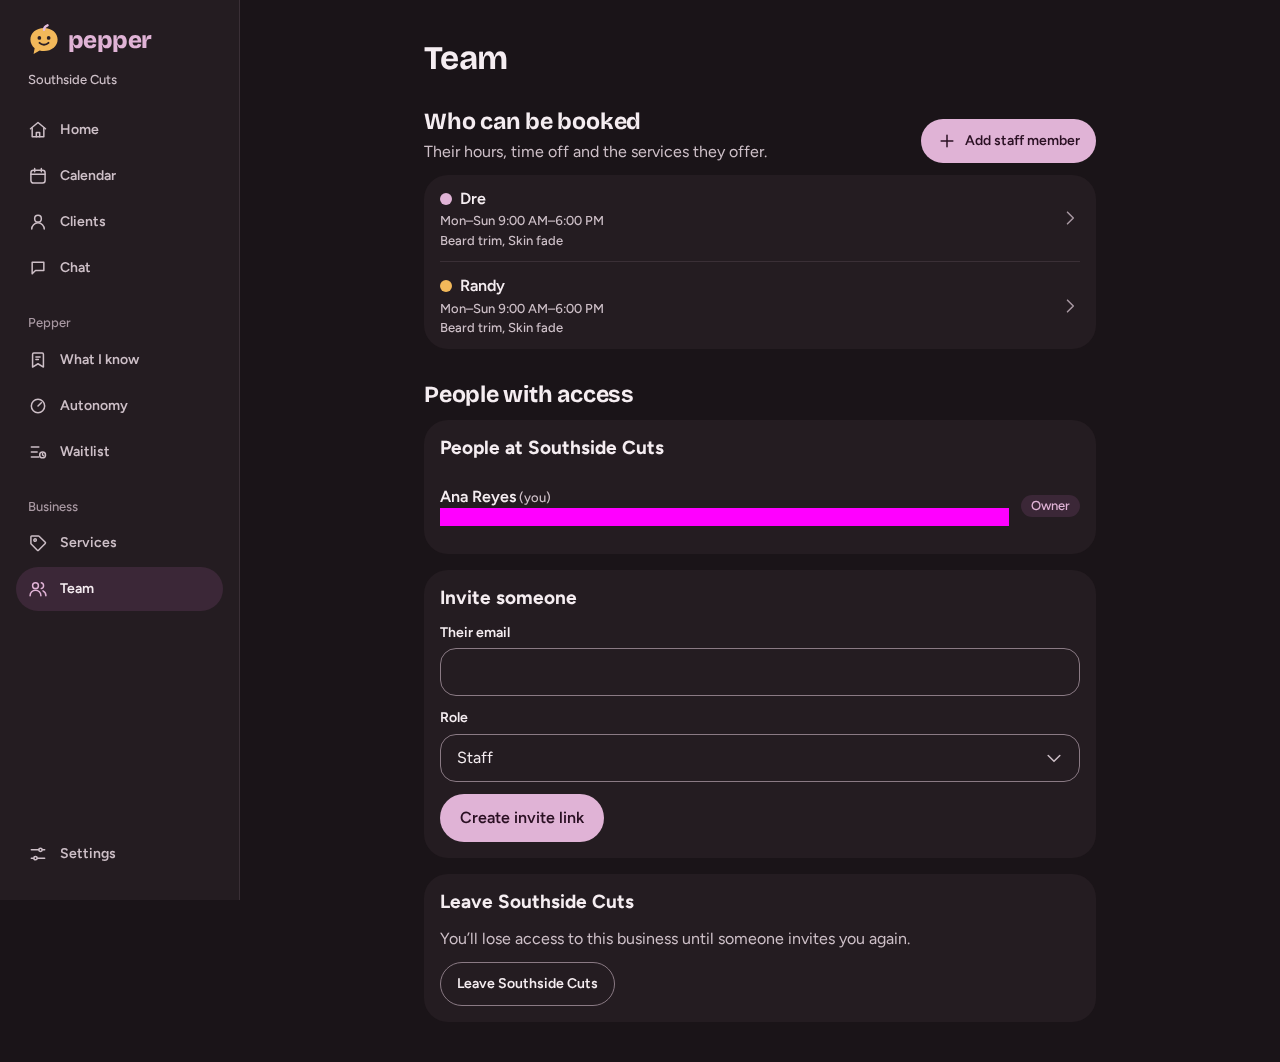 pepper
Southside Cuts
Home
Calendar
Clients
Chat
Pepper
What I know
Autonomy
Waitlist
Business
Services
Team
Settings
Team
Who can be booked
Their hours, time off and the services they offer.
Add staff member
Dre
Mon–Sun 9:00 AM–6:00 PM
Beard trim, Skin fade
Randy
Mon–Sun 9:00 AM–6:00 PM
Beard trim, Skin fade
People with access
People at Southside Cuts
Ana Reyes (you)
Owner
Invite someone
Their email
Role
Staff
Create invite link
Leave Southside Cuts
You’ll lose access to this business until someone invites you again.
Leave Southside Cuts